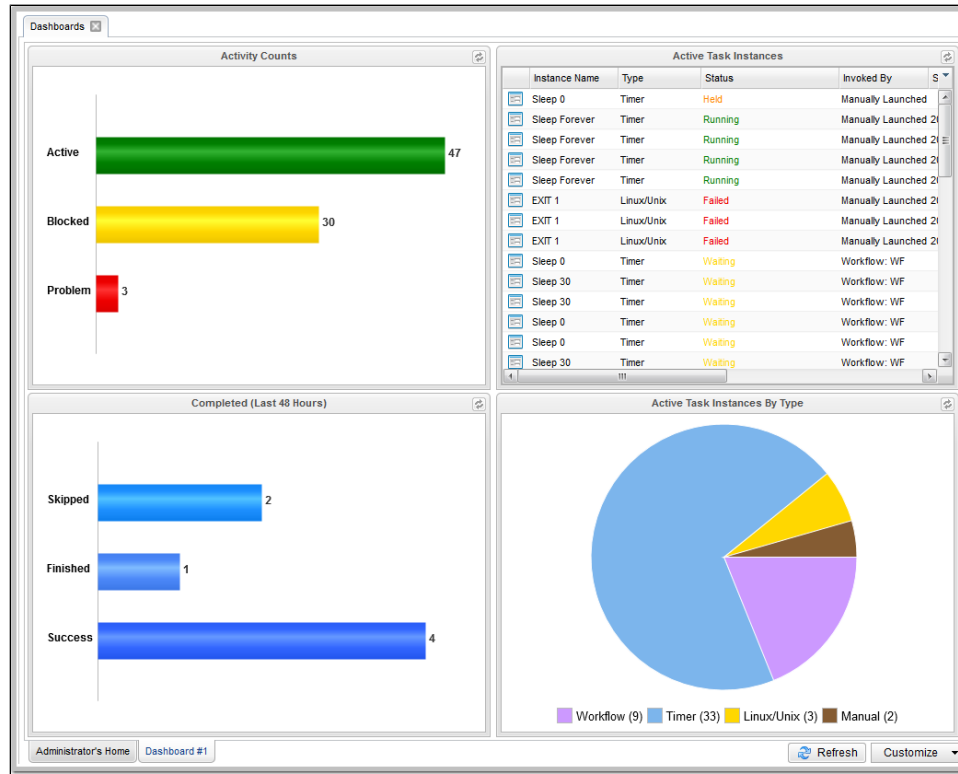 Dashboards
Activity Counts
Active 47
Blocked 30
Problem 3
Active Task Instances
Instance Name Type Status Invoked By S
Sleep 0 Timer Held Manually Launched
Sleep Forever Timer Running Manually Launched 20
Sleep Forever Timer Running Manually Launched 20
Sleep Forever Timer Running Manually Launched 20
Sleep Forever Timer Running Manually Launched 20
EXIT 1 Linux/Unix Failed Manually Launched 20
EXIT 1 Linux/Unix Failed Manually Launched 20
EXIT 1 Linux/Unix Failed Manually Launched 20
Sleep 0 Timer Waiting Workflow: WF
Sleep 30 Timer Waiting Workflow: WF
Sleep 30 Timer Waiting Workflow: WF
Sleep 0 Timer Waiting Workflow: WF
Sleep 0 Timer Waiting Workflow: WF
Sleep 30 Timer Waiting Workflow: WF
Completed (Last 48 Hours)
Skipped 2
Finished 1
Success 4
Active Task Instances By Type
Workflow (9) Timer (33) Linux/Unix (3) Manual (2)
Administrator's Home Dashboard #1 Refresh Customize